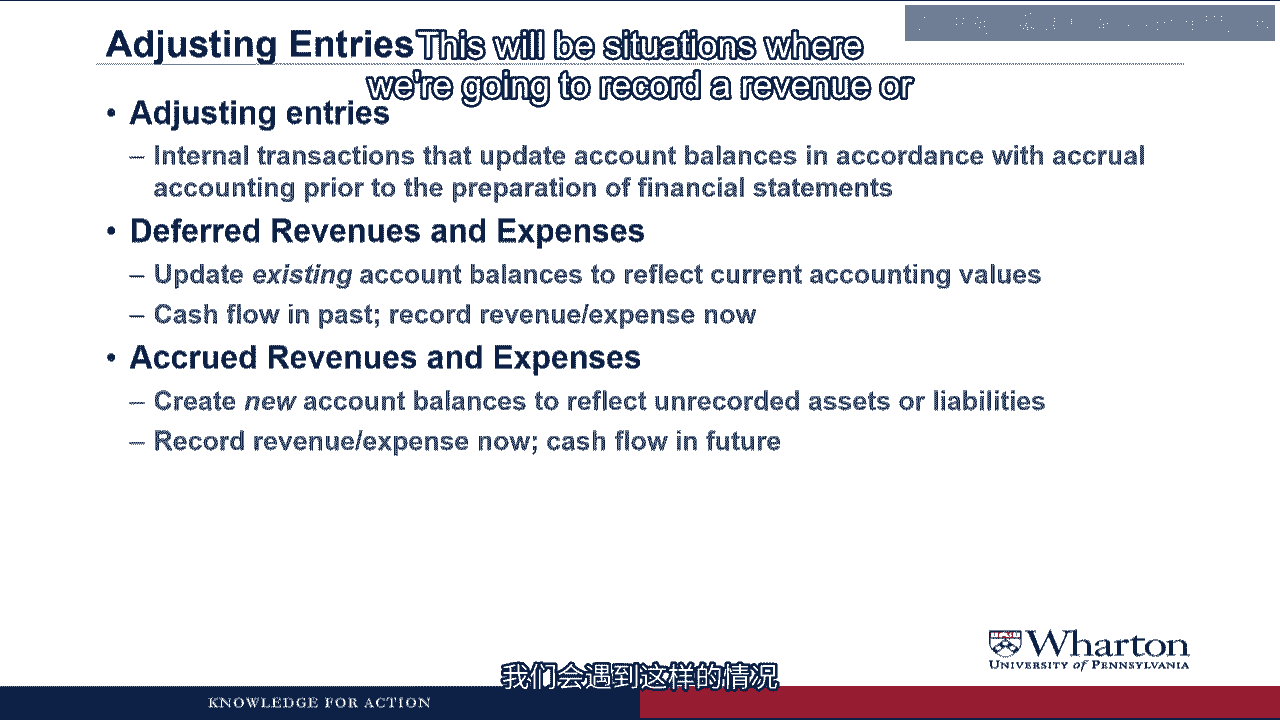 Adjusting Entries
This will be situations where
we're going to record a revenue or
• Adjusting entries
– Internal transactions that update account balances in accordance with accrual
accounting prior to the preparation of financial statements
• Deferred Revenues and Expenses
– Update existing account balances to reflect current accounting values
– Cash flow in past; record revenue/expense now
• Accrued Revenues and Expenses
– Create new account balances to reflect unrecorded assets or liabilities
– Record revenue/expense now; cash flow in future
Wharton
UNIVERSITY of PENNSYLVANIA
我们会遇到这样的情况
KNOWLEDGE FOR ACTION